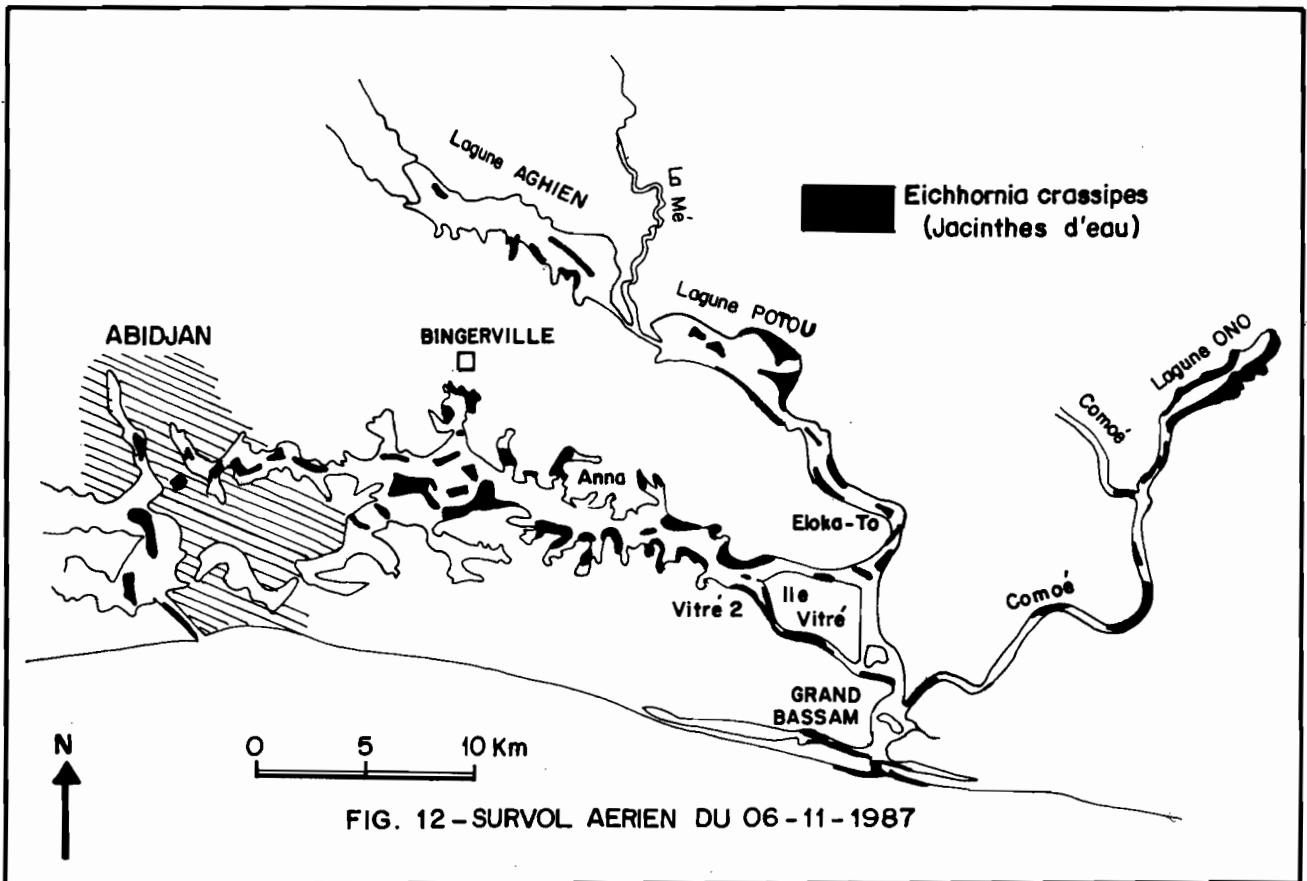 Lagune AGHIEN
La Mé
Eichhornia crassipes
(Jacinthes d'eau)
Lagune POTOU
ABIDJAN
BINGERVILLE
Lagune ONO
Comoé
Anna
Eloka-To
Comoé
Vitré 2
Ile
Vitré
GRAND
BASSAM
N
0 5 10 Km
FIG. 12-SURVOL AERIEN DU 06-11-1987